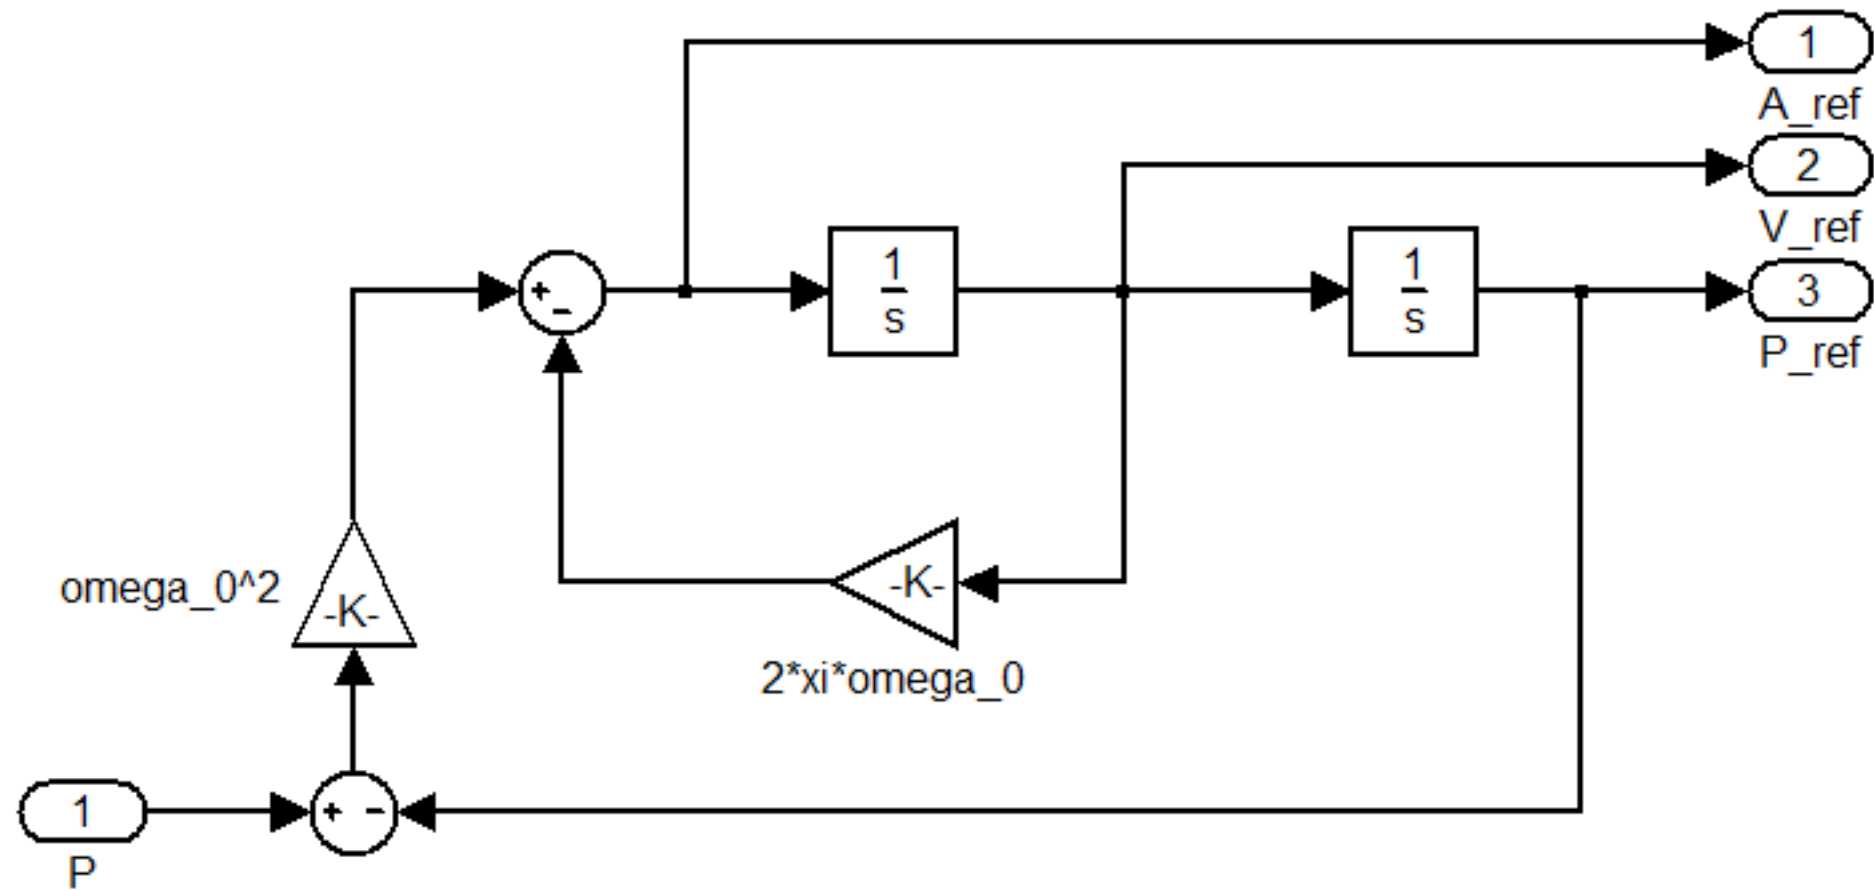 1
A_ref
2
V_ref
+
-
1
s
1
s
3
P_ref
omega_0^2
-K-
-K-
2*xi*omega_0
1
+ -
P